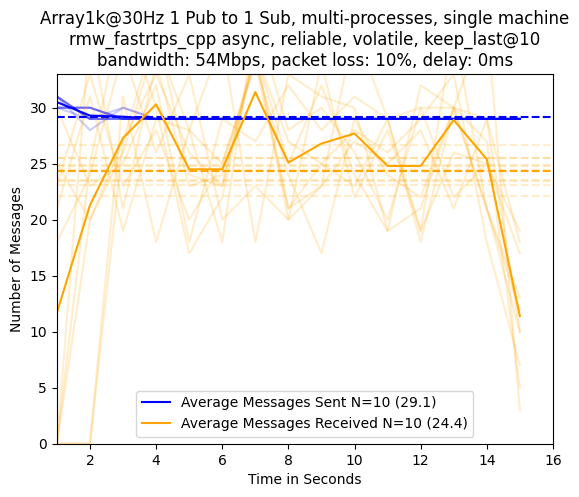 Array1k@30Hz 1 Pub to 1 Sub, multi-processes, single machine
rmw_fastrtps_cpp async, reliable, volatile, keep_last@10
bandwidth: 54Mbps, packet loss: 10%, delay: 0ms
Number of Messages
30
25
20
15
10
5
0
Average Messages Sent N=10 (29.1)
Average Messages Received N=10 (24.4)
2 4 6 8 10 12 14 16
Time in Seconds